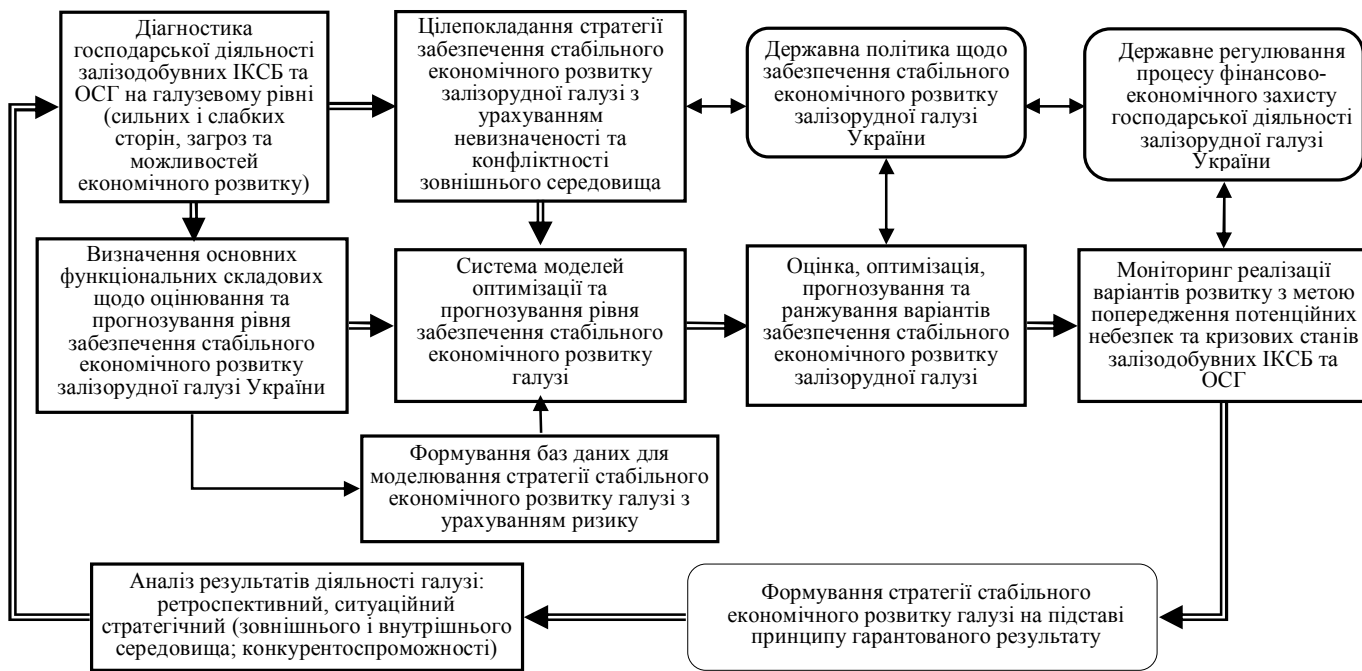 Діагностика
господарської діяльності
залізодобувних ІКСБ та
ОСГ на галузевому рівні
(сильних і слабких
сторін, загроз та
можливостей
економічного розвитку)
Цілепокладання стратегії
забезпечення стабільного
економічного розвитку
залізорудної галузі з
урахуванням
невизначеності та
конфліктності
зовнішнього середовища
Державна політика щодо
забезпечення стабільного
економічного розвитку
залізорудної галузі
України
Державне регулювання
процесу фінансово-
економічного захисту
господарської діяльності
залізорудної галузі
України
Визначення основних
функціональних складових
щодо оцінювання та
прогнозування рівня
забезпечення стабільного
економічного розвитку
залізорудної галузі України
Система моделей
оптимізації та
прогнозування рівня
забезпечення стабільного
економічного розвитку
галузі
Оцінка, оптимізація,
прогнозування та
ранжування варіантів
забезпечення стабільного
економічного розвитку
залізорудної галузі
Моніторинг реалізації
варіантів розвитку з метою
попередження потенційних
небезпек та кризових станів
залізодобувних ІКСБ та
ОСГ
Формування баз даних для
моделювання стратегії стабільного
економічного розвитку галузі з
урахуванням ризику
Аналіз результатів діяльності галузі:
ретроспективний, ситуаційний
стратегічний (зовнішнього і внутрішнього
середовища; конкурентоспроможності)
Формування стратегії стабільного
економічного розвитку галузі на підставі
принципу гарантованого результату